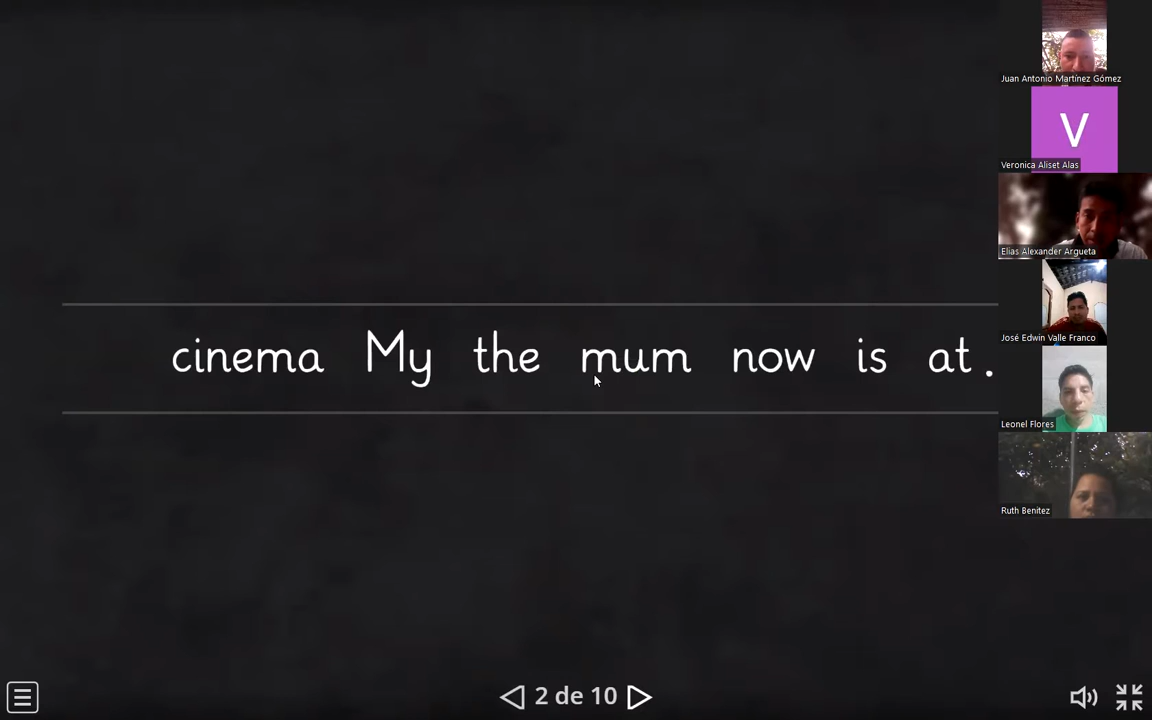 Juan Antonio Martínez Gómez
V
Veronica Aliset Alas
Elias Alexander Argueta
cinema My the mum now is at .
José Edwin Valle Franco
Leonel Flores
Ruth Benitez
2 de 10